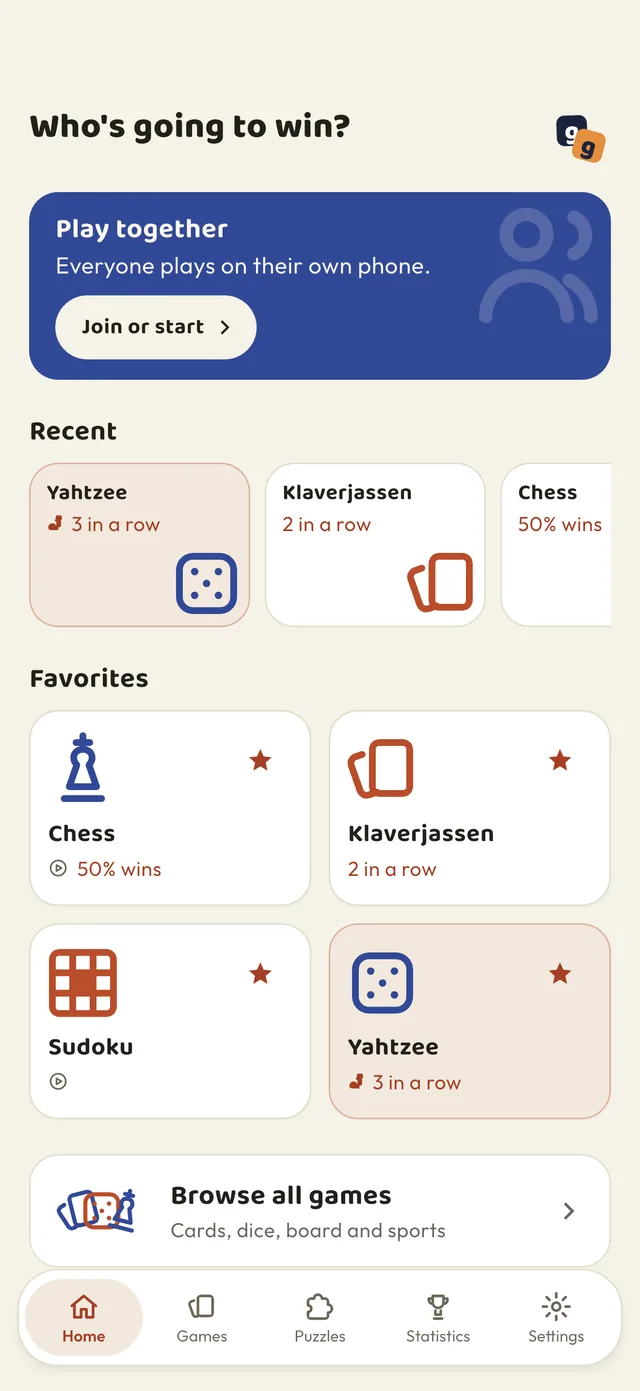 Who's going to win?
g
g
Play together
Everyone plays on their own phone.
Join or start
Recent
Yahtzee
3 in a row
Klaverjassen
2 in a row
Chess
50% wins
Favorites
Chess
50% wins
Klaverjassen
2 in a row
Sudoku
Yahtzee
3 in a row
Browse all games
Cards, dice, board and sports
Home
Games
Puzzles
Statistics
Settings